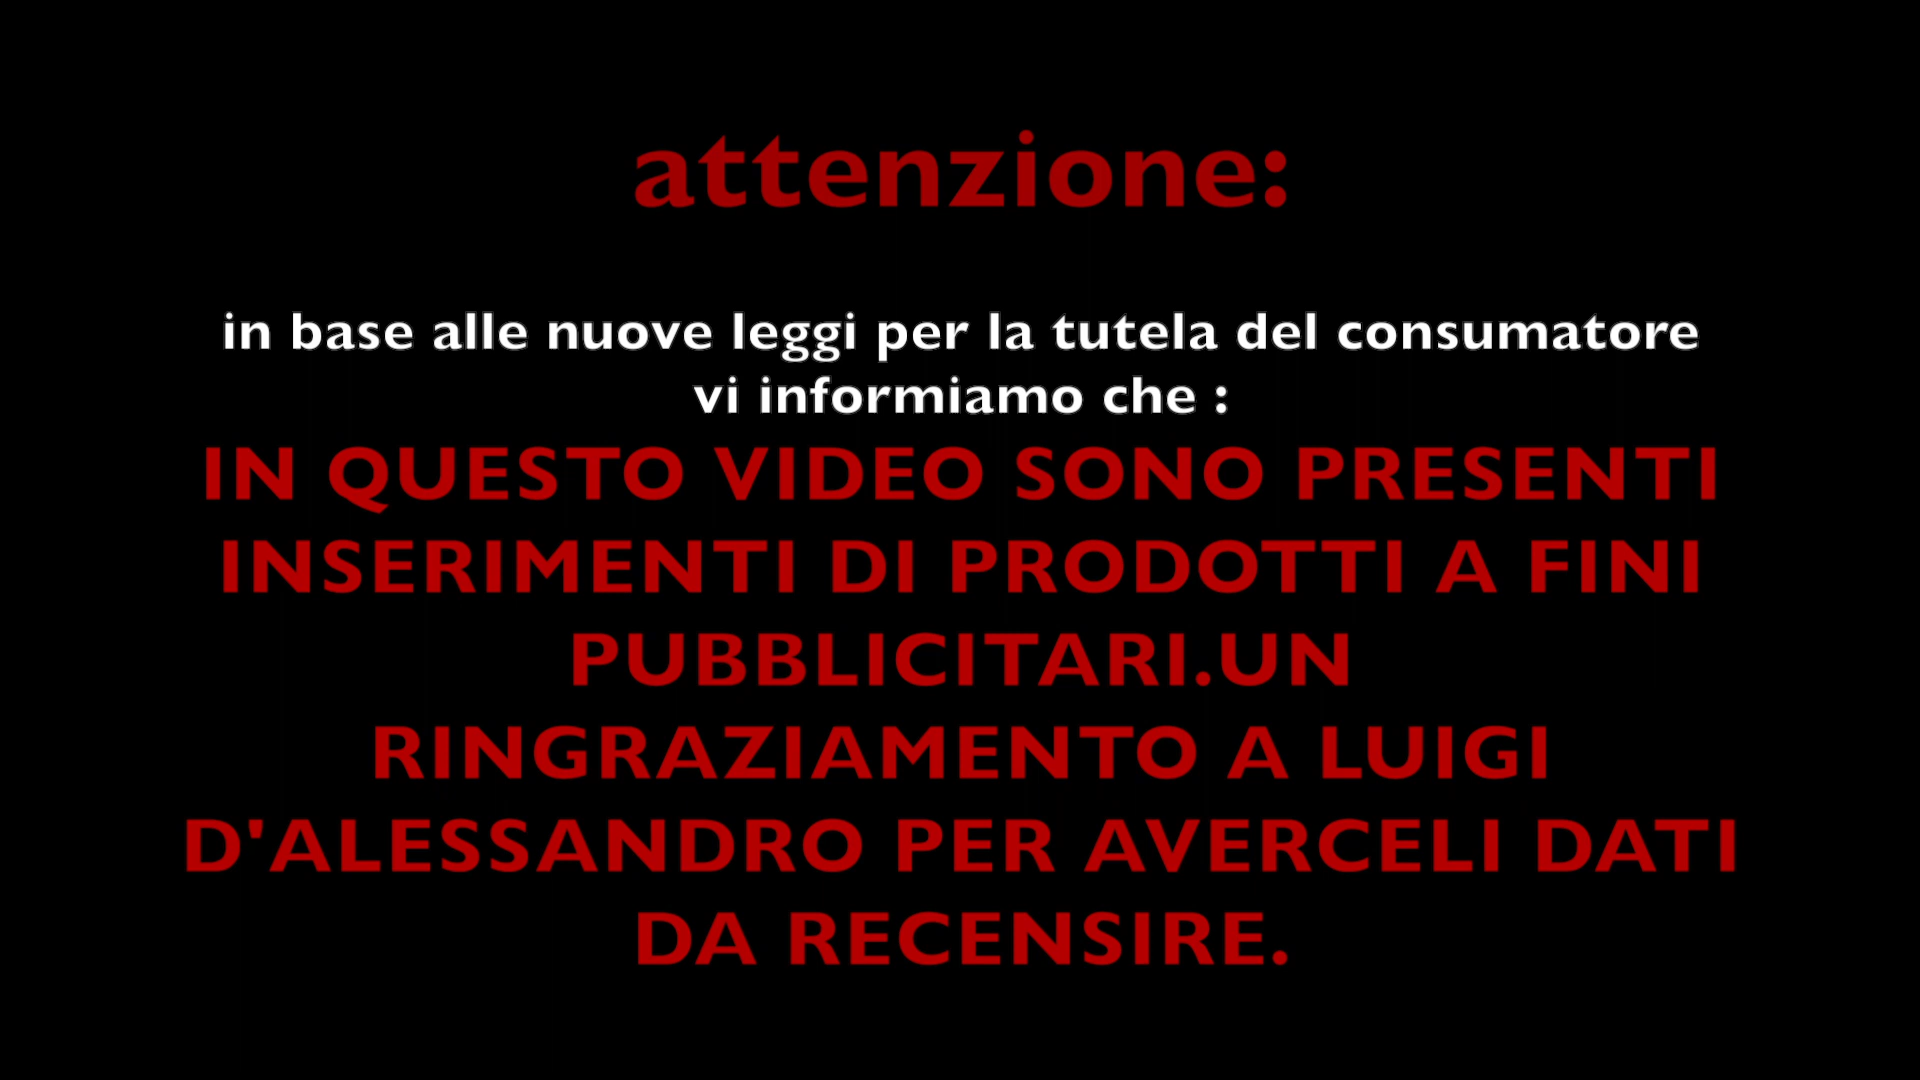 attenzione:
in base alle nuove leggi per la tutela del consumatore
vi informiamo che :
IN QUESTO VIDEO SONO PRESENTI
INSERIMENTI DI PRODOTTI A FINI
PUBBLICITARI.UN
RINGRAZIAMENTO A LUIGI
D'ALESSANDRO PER AVERCELI DATI
DA RECENSIRE.